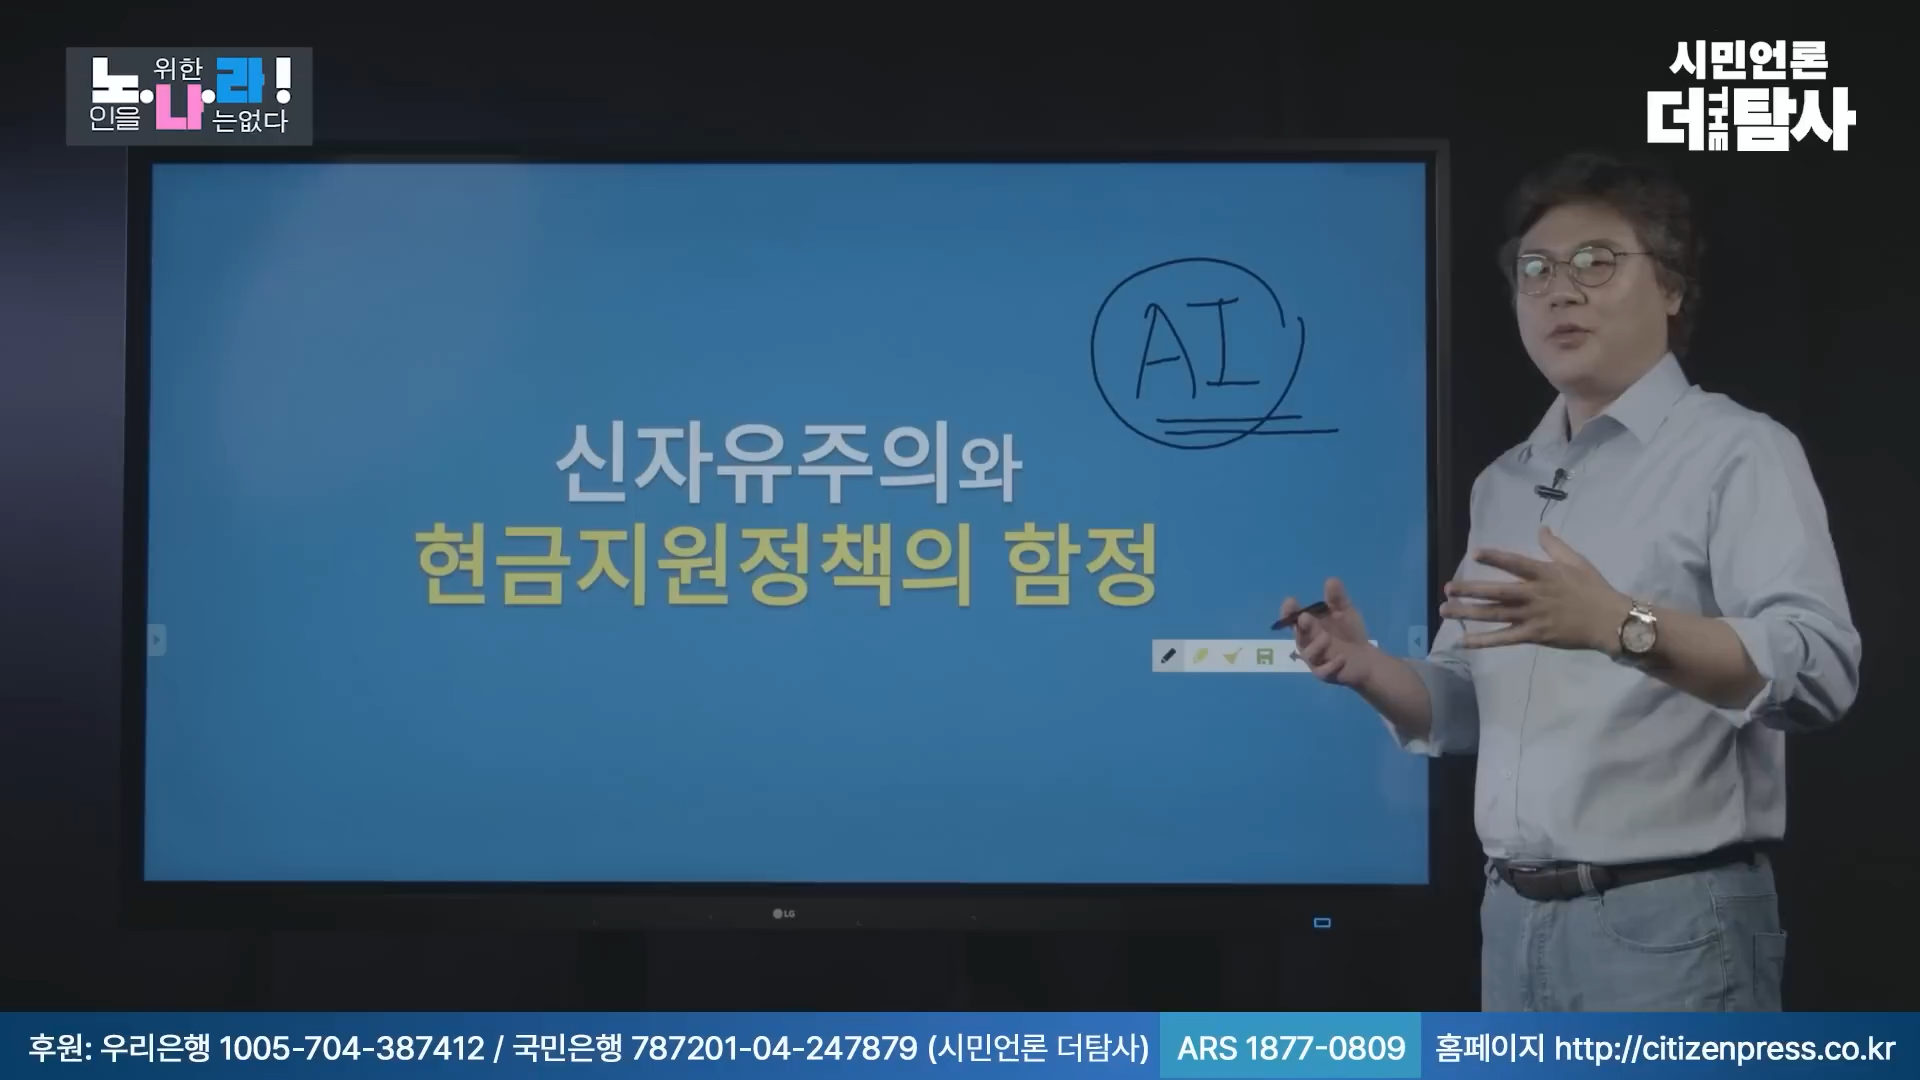 노.위한나.라!
인을 는없다
시민언론
더탐사
AI
신자유주의와
현금지원정책의 함정
LG
후원: 우리은행 1005-704-387412 / 국민은행 787201-04-247879 (시민언론 더탐사) ARS 1877-0809 홈페이지 http://citizenpress.co.kr